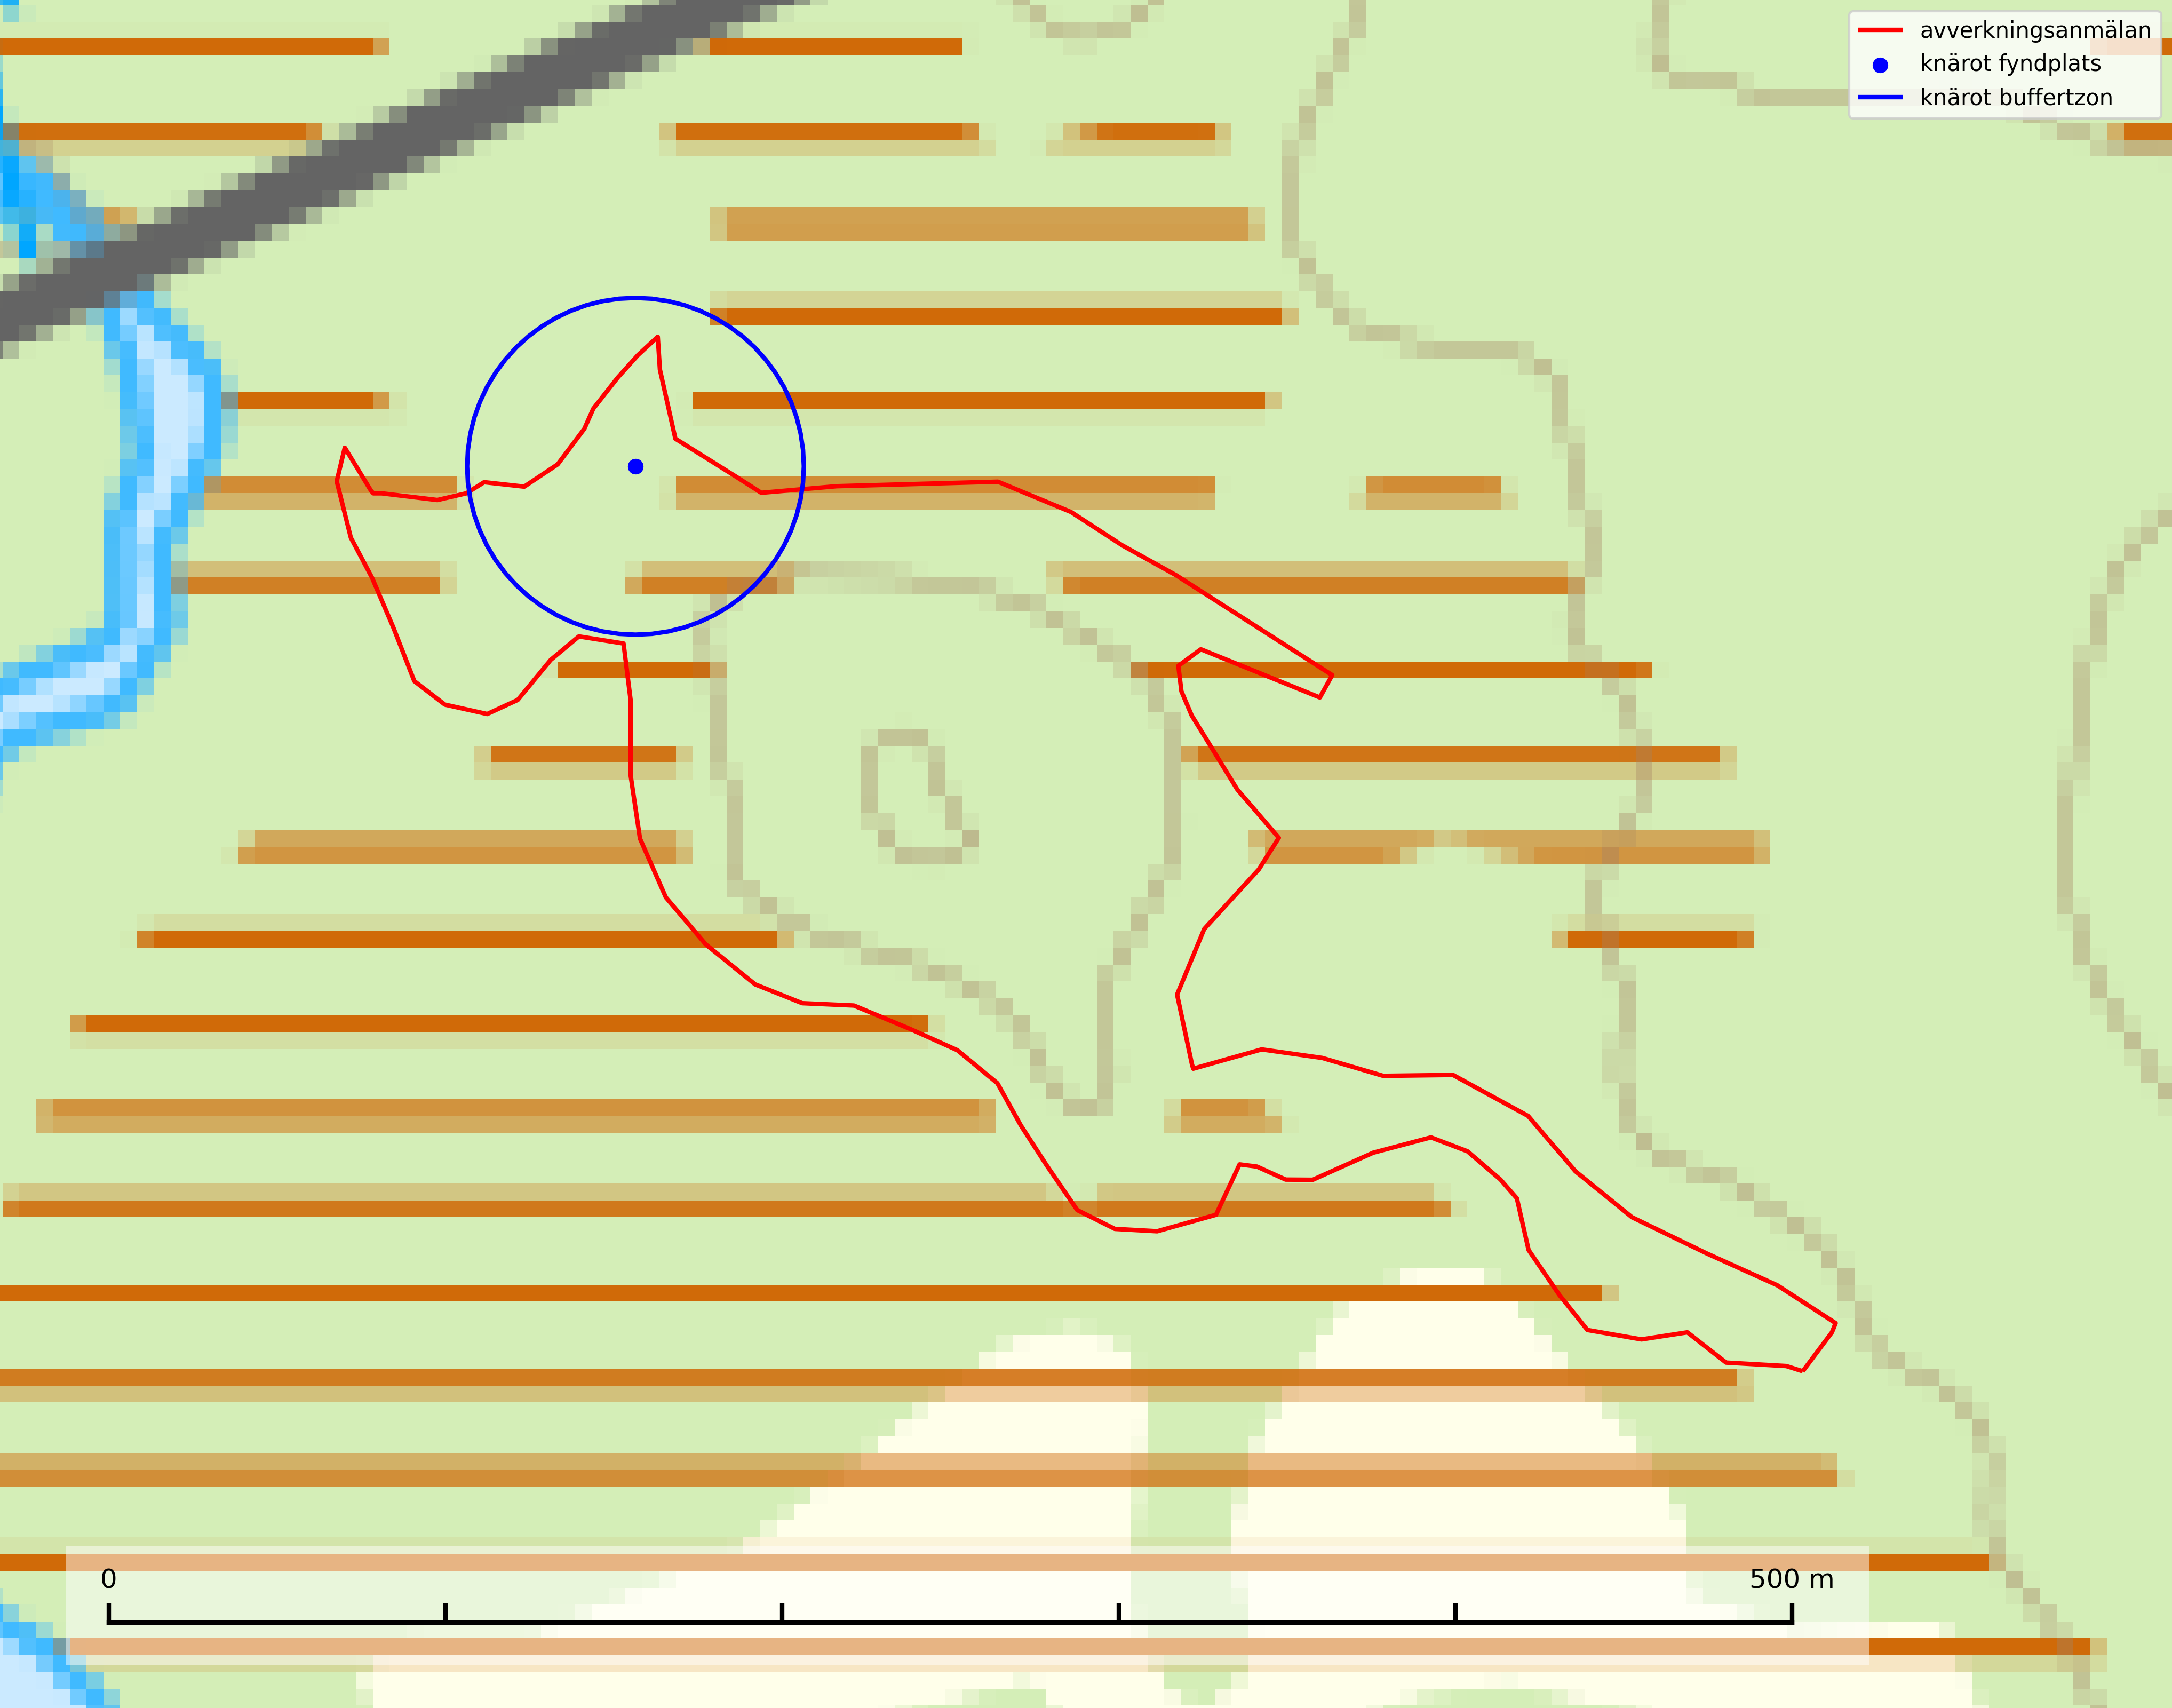 avverkningsanmälan
knärot fyndplats
knärot buffertzon
0
500 m